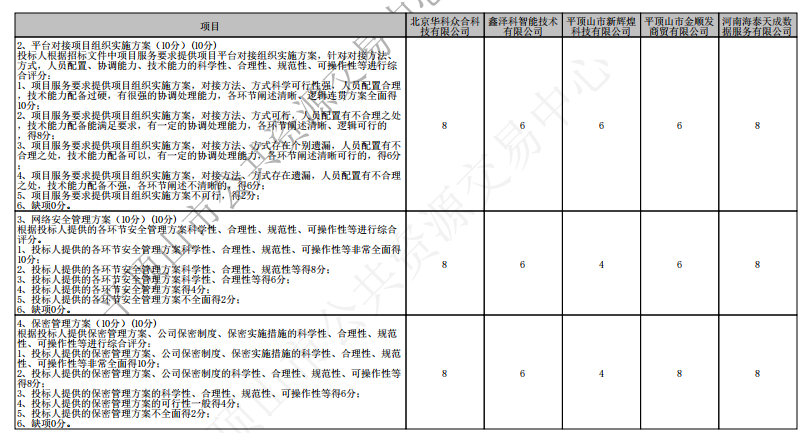 项目
北京华科众合科
技有限公司
鑫泽科智能技术
有限公司
平顶山市新辉煌
科技有限公司
平顶山市金顺发
商贸有限公司
河南海泰天成数
据服务有限公司
2、平台对接项目组织实施方案（10分）(10分)
投标人根据招标文件中项目服务要求提供项目平台对接组织实施方案，针对对接方法、
方式，人员配置、协调能力、技术能力的科学性、合理性、规范性、可操作性等进行综
合评分；
1、项目服务要求提供项目组织实施方案，对接方法、方式科学可行性强，人员配置合理
，技术能力配备过硬，有很强的协调处理能力，各环节阐述清晰、逻辑连贯方案全面得
10分；
2、项目服务要求提供项目组织实施方案，对接方法、方式可行，人员配置有不合理之处
，技术能力配备能满足要求，有一定的协调处理能力，各环节阐述清晰、逻辑可行的
，得8分；
3、项目服务要求提供项目组织实施方案，对接方法、方式存在个别遗漏，人员配置有不
合理之处，技术能力配备可以，有一定的协调处理能力，各环节阐述清晰可行的，得6分
；
4、项目服务要求提供项目组织实施方案，对接方法、方式存在遗漏，人员配置有不合理
之处，技术能力配备不强，各环节阐述不清晰的，得6分；
5、项目服务要求提供项目组织实施方案不可行，得2分；
6、缺项0分。
8
6
6
6
8
3、网络安全管理方案（10分）(10分)
根据投标人提供的各环节安全管理方案科学性、合理性、规范性、可操作性等进行综合
评分。
1、投标人提供的各环节安全管理方案科学性、合理性、规范性、可操作性等非常全面得
10分；
2、投标人提供的各环节安全管理方案科学性、合理性、规范性等得8分；
3、投标人提供的各环节安全管理方案科学性、合理性等得6分；
4、投标人提供的各环节安全管理方案得4分；
5、投标人提供的各环节安全管理方案不全面得2分；
6、缺项0分。
8
6
4
6
8
4、保密管理方案（10分）(10分)
根据投标人提供保密管理方案、公司保密制度、保密实施措施的科学性、合理性、规范
性、可操作性等进行综合评分：
1、投标人提供的保密管理方案、公司保密制度、保密实施措施的科学性、合理性、规范
性、可操作性等非常全面得10分；
2、投标人提供的保密管理方案、公司保密制度的科学性、合理性、规范性、可操作性等
得8分；
3、投标人提供的保密管理方案的科学性、合理性、规范性、可操作性等得6分；
4、投标人提供的保密管理方案的可行性一般得4分；
5、投标人提供的保密管理方案不全面得2分；
6、缺项0分。
8
6
4
8
8
平顶山市公共资源交易中心
顶山市公共资源交易中心